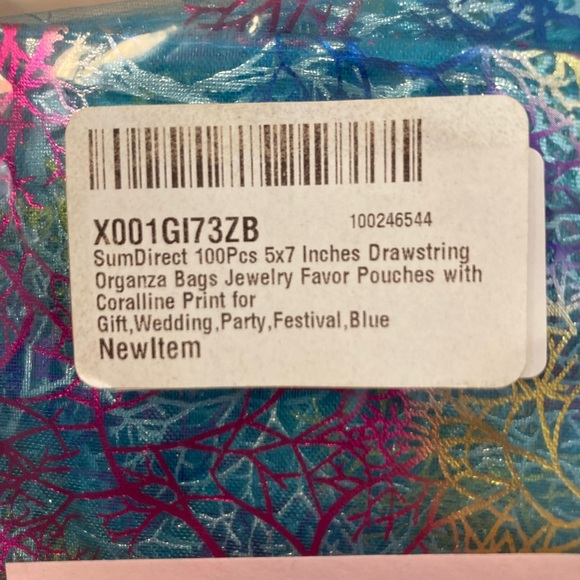 X001GI73ZB 100246544
SumDirect 100Pcs 5x7 Inches Drawstring
Organza Bags Jewelry Favor Pouches with
Coralline Print for
Gift,Wedding,Party,Festival,Blue
NewItem